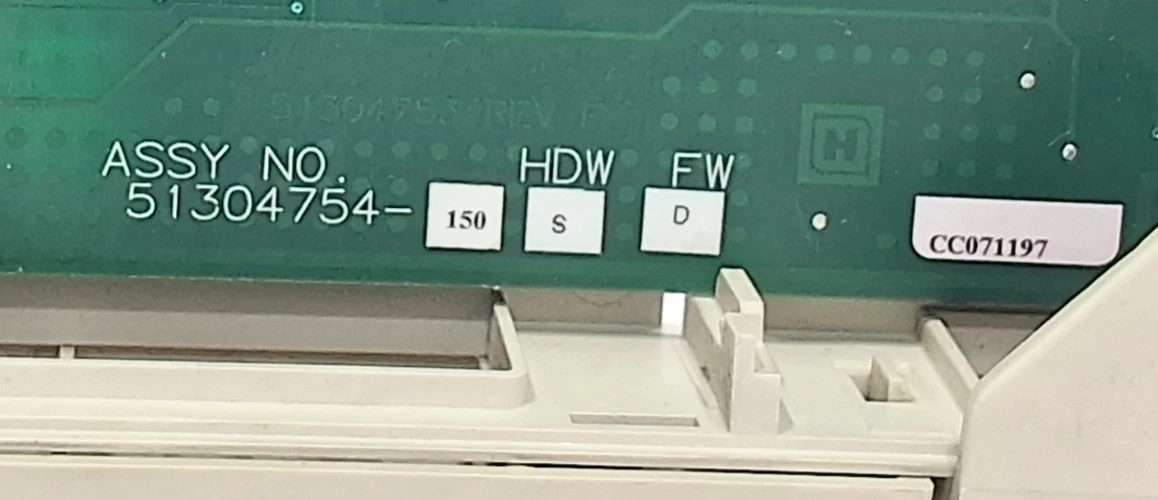 ASSY NO. HDW FW
51304754- 150 S D
H
CC071197